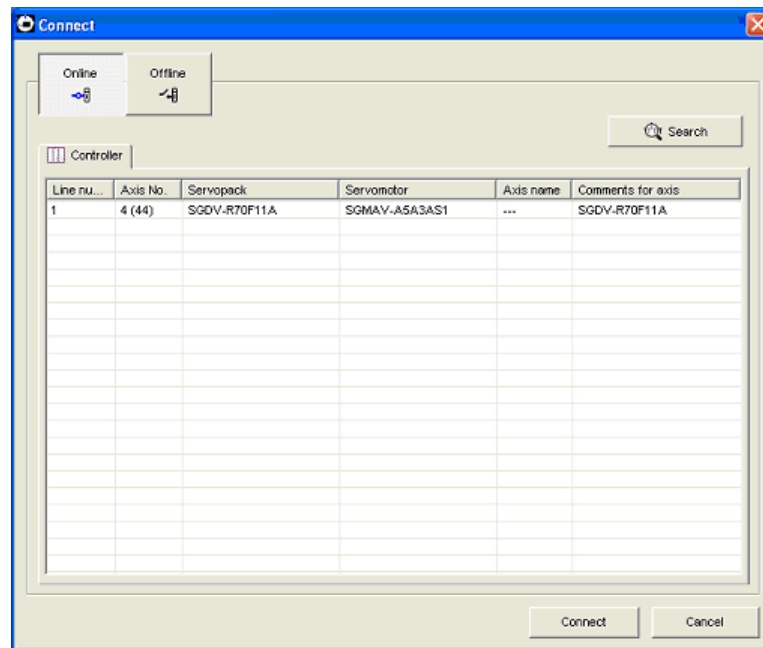 Connect
Online Offline
Search
Controller
Line nu... Axis No. Servopack Servomotor Axis name Comments for axis
1 4 (44) SGDV-R70F11A SGMAV-A5A3AS1 --- SGDV-R70F11A
Connect Cancel